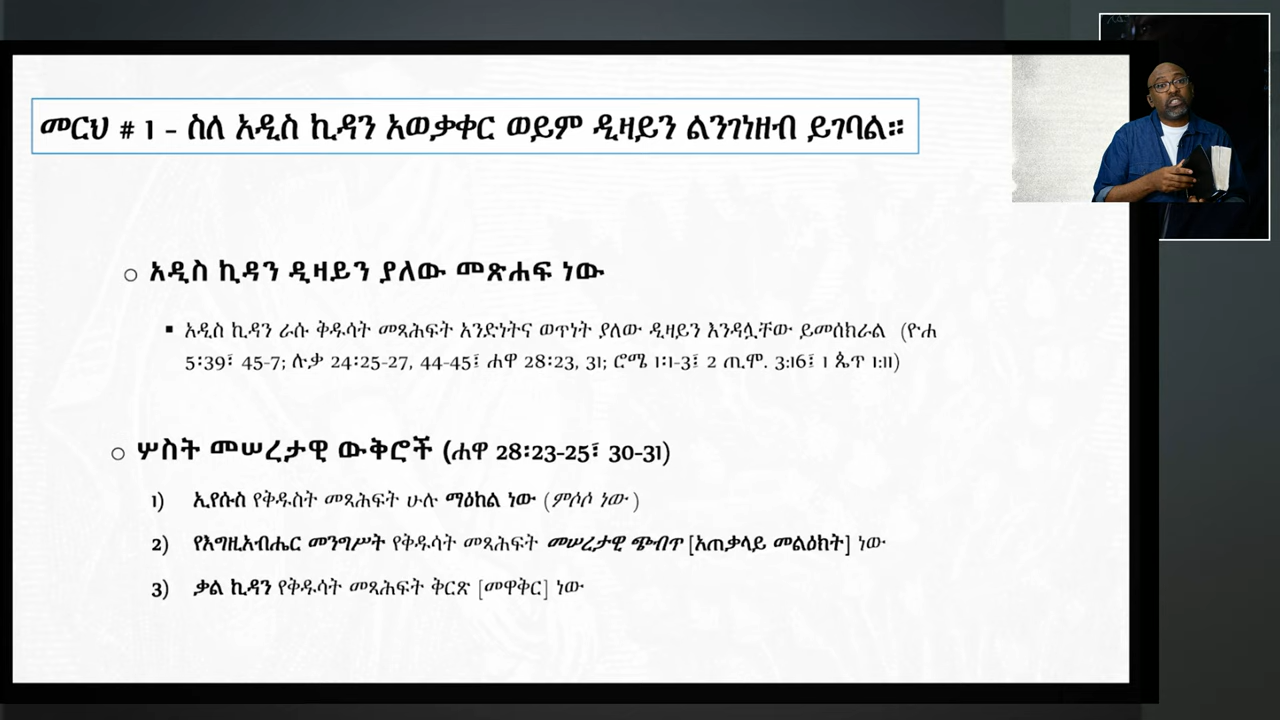 መርህ # 1 - ስለ አዲስ ኪዳን አወቃቀር ወይም ዲዛይን ልንገነዘብ ይገባል።
○ አዲስ ኪዳን ዲዛይን ያለው መጽሐፍ ነው
▪ አዲስ ኪዳን ራሱ ቅዱሳት መጻሕፍት አንድነትና ወጥነት ያለው ዲዛይን እንዳሏቸው ይመሰክራል (ዮሐ
5፡39፣ 45-7; ሉቃ 24፡25-27, 44-45፤ ሐዋ 28፡23, 31; ሮሜ 1፡1-3፤ 2 ጢሞ. 3:16፤ 1 ጴጥ 1:11)
○ ሦስት መሠረታዊ ውቅሮች (ሐዋ 28፡23-25፣ 30-31)
1) ኢየሱስ የቅዱስት መጻሕፍት ሁሉ ማዕከል ነው (ምሶሶ ነው)
2) የእግዚአብሔር መንግሥት የቅዱሳት መጻሕፍት መሠረታዊ ጭብጥ [አጠቃላይ መልዕክት] ነው
3) ቃል ኪዳን የቅዱሳት መጻሕፍት ቅርጽ [መዋቅር] ነው